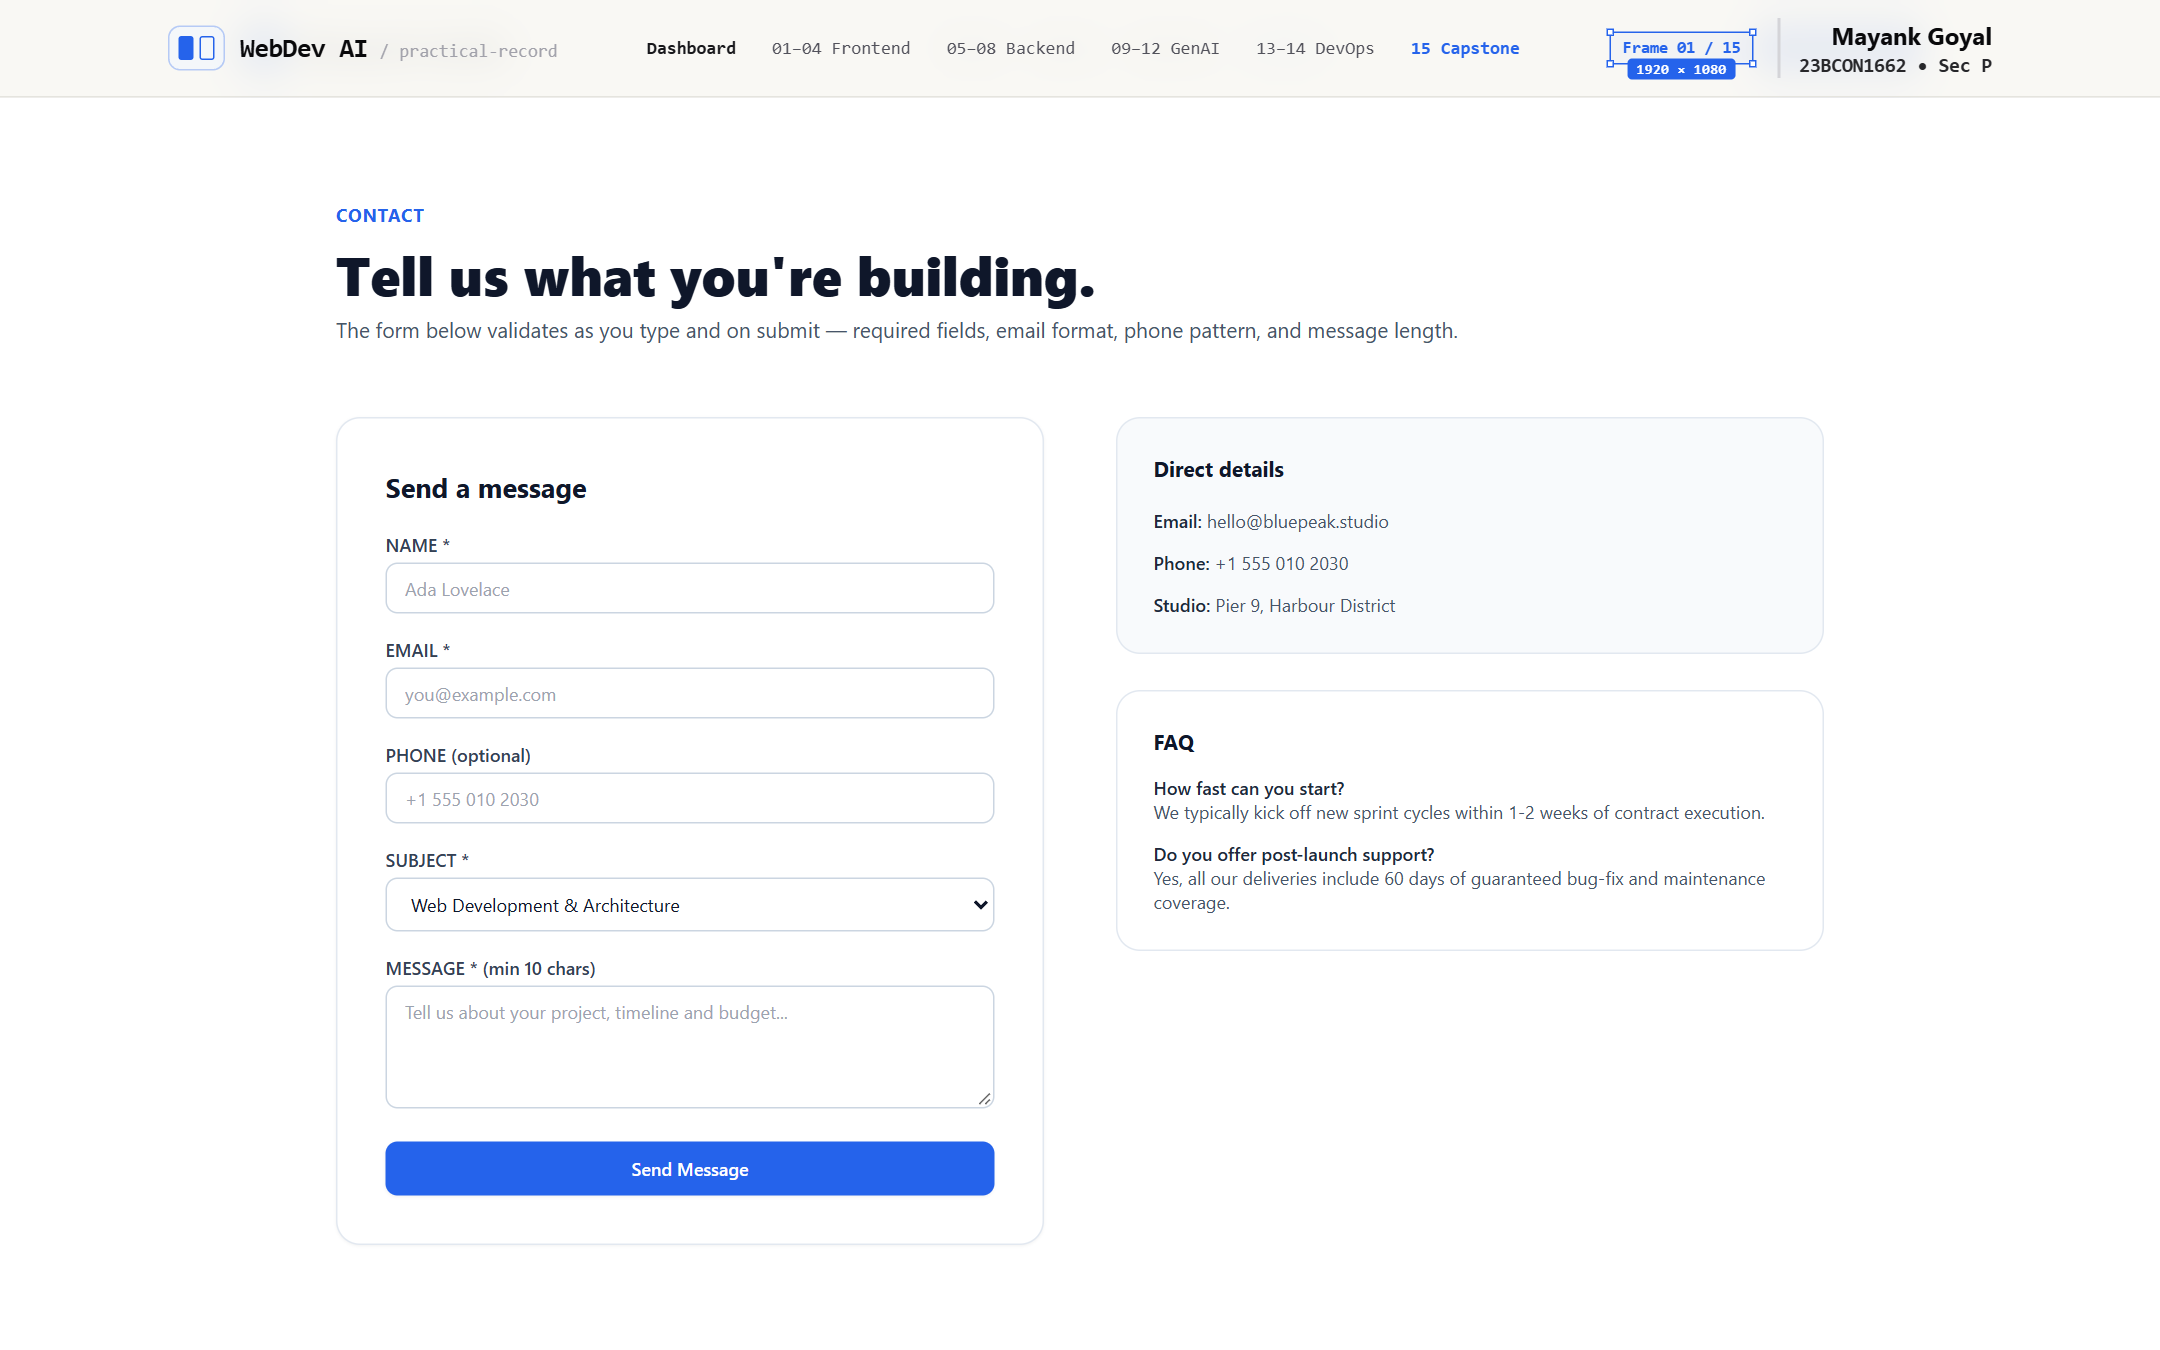 WebDev AI / practical-record
Dashboard
01–04 Frontend
05–08 Backend
09–12 GenAI
13–14 DevOps
15 Capstone
Frame 01 / 15
1920 × 1080
Mayank Goyal
23BCON1662 • Sec P
CONTACT
Tell us what you're building.
The form below validates as you type and on submit — required fields, email format, phone pattern, and message length.
Send a message
NAME *
Ada Lovelace
EMAIL *
you@example.com
PHONE (optional)
+1 555 010 2030
SUBJECT *
Web Development & Architecture
MESSAGE * (min 10 chars)
Tell us about your project, timeline and budget...
Send Message
Direct details
Email: hello@bluepeak.studio
Phone: +1 555 010 2030
Studio: Pier 9, Harbour District
FAQ
How fast can you start?
We typically kick off new sprint cycles within 1-2 weeks of contract execution.
Do you offer post-launch support?
Yes, all our deliveries include 60 days of guaranteed bug-fix and maintenance
coverage.